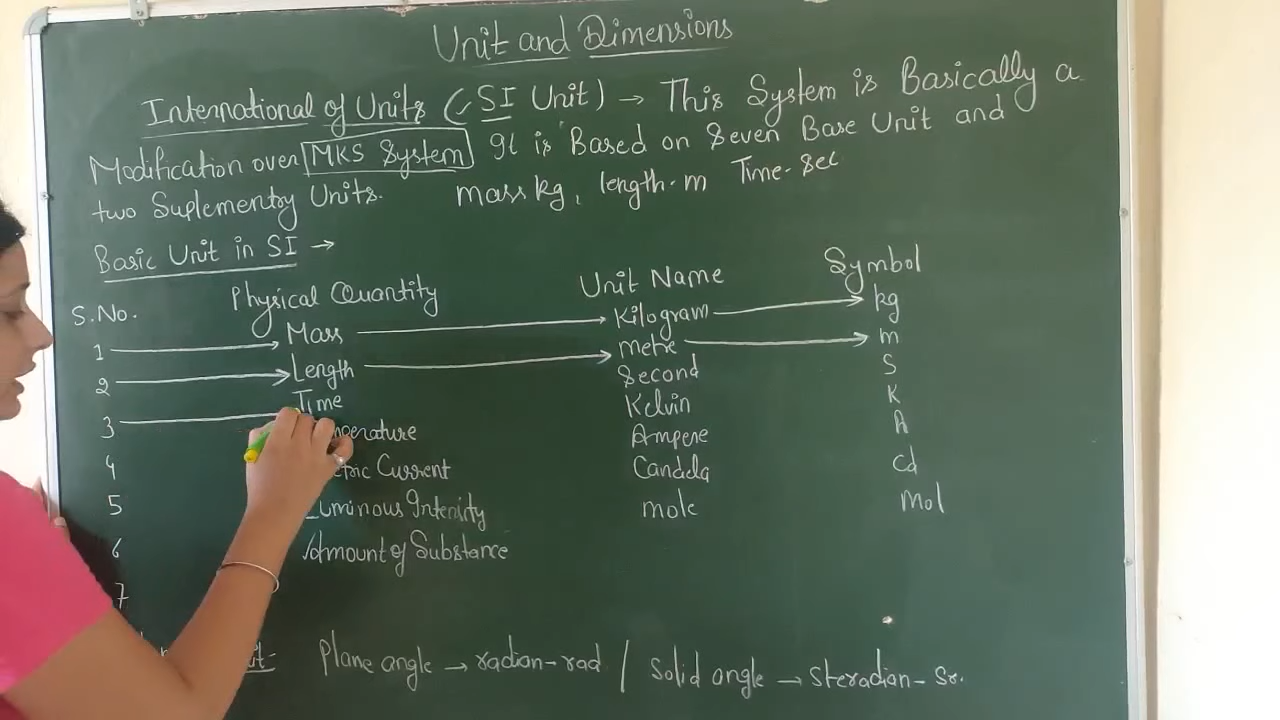 Unit and Dimensions
International of Units (SI Unit) → This System is Basically a
Modification over MKS System It is Based on Seven Base Unit and
two Suplementry Units. mass kg, length-m Time-sec
Basic Unit in SI →
S.No. Physical Quantity Unit Name Symbol
1 Mass Kilogram kg
2 Length metre m
3 Time Second S
4 Kelvin K
5 Current Ampere A
6 Luminous Intensity Candela Cd
7 Amount of Substance mole Mol
Plane angle → radian-rad / Solid angle → Steradian-Sr.